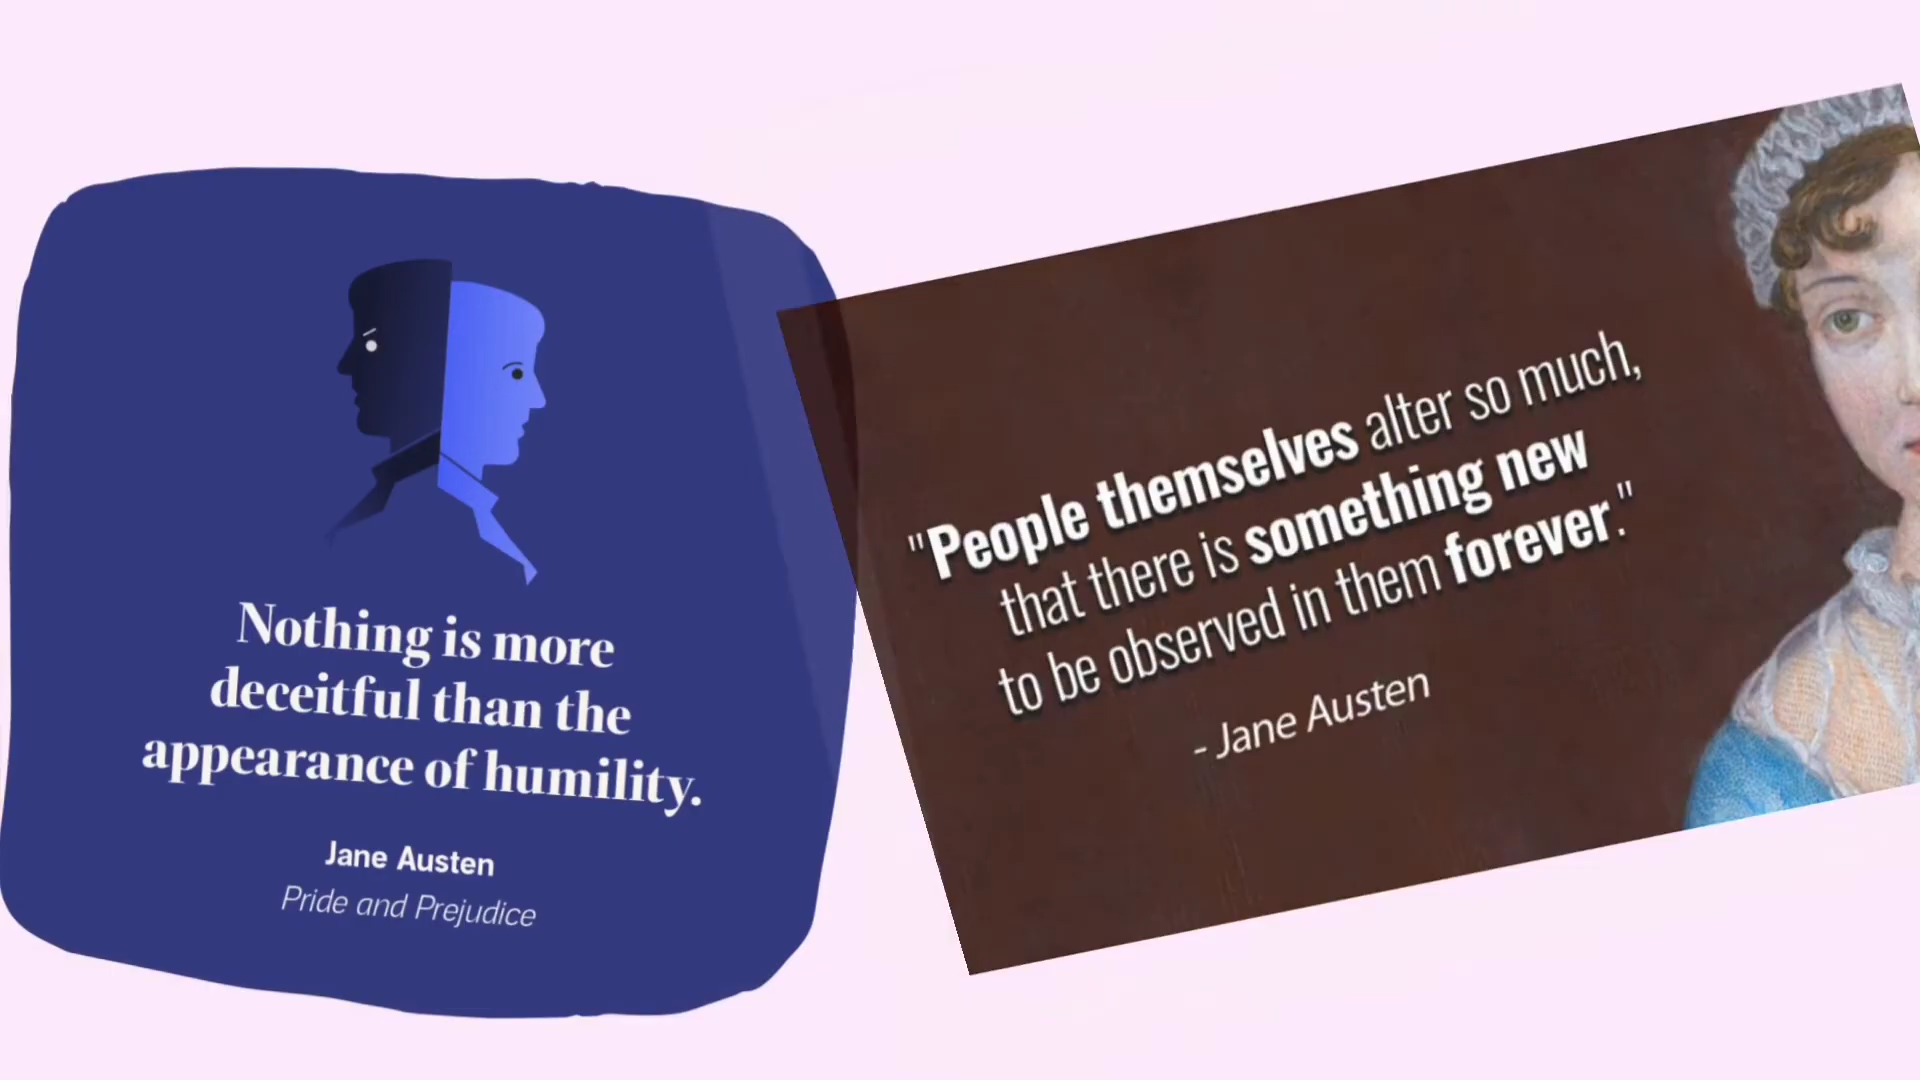 Nothing is more
deceitful than the
appearance of humility.
Jane Austen
Pride and Prejudice
"People themselves alter so much,
that there is something new
to be observed in them forever."
- Jane Austen